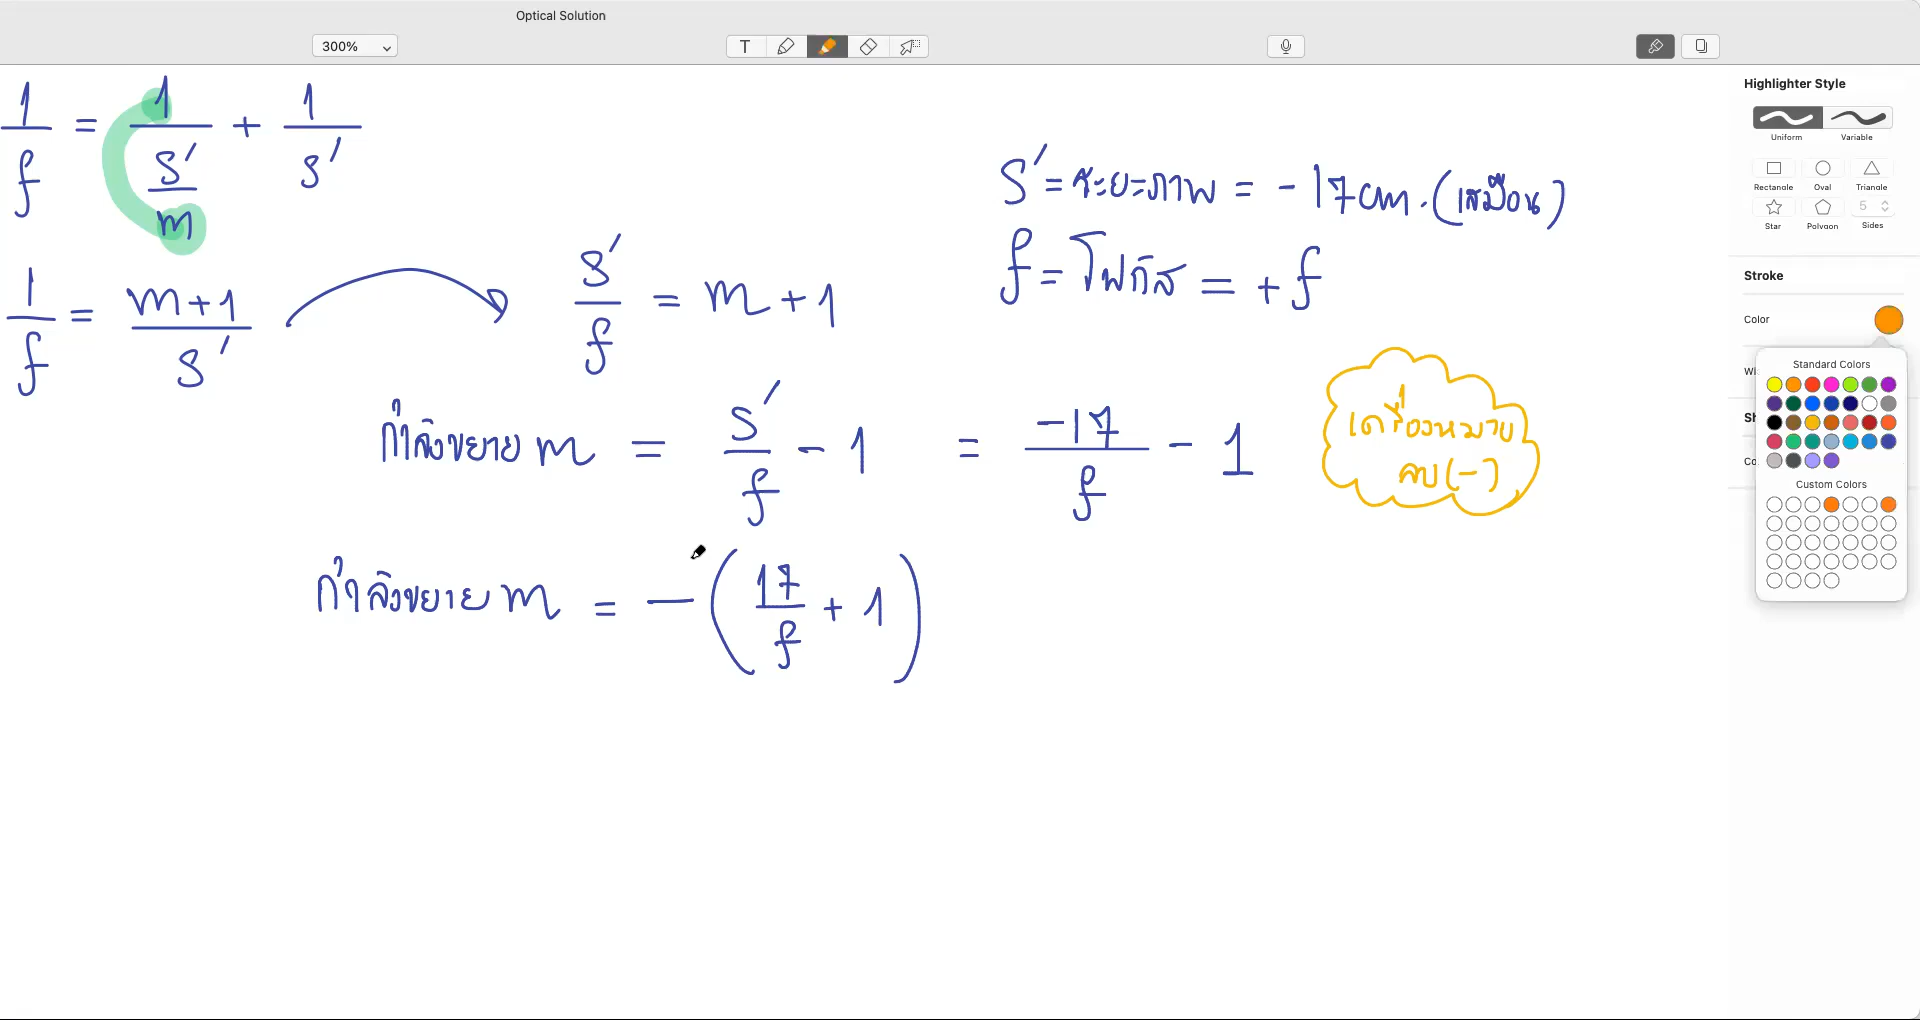 Optical Solution
300%
T
Highlighter Style
Uniform
Variable
Rectangle
Oval
Triangle
Star
Polygon
5
Sides
Stroke
Color
Wi
Sh
Co
Standard Colors
Custom Colors
1/f = 1/(s'/m) + 1/s'
s' = ระยะภาพ = -17cm. (เสมือน)
f = โฟกัส = +f
1/f = (m+1)/s'
s'/f = m+1
กำลังขยาย m = s'/f - 1 = -17/f - 1
เครื่องหมาย
ลบ (-)
กำลังขยาย m = -(17/f + 1)